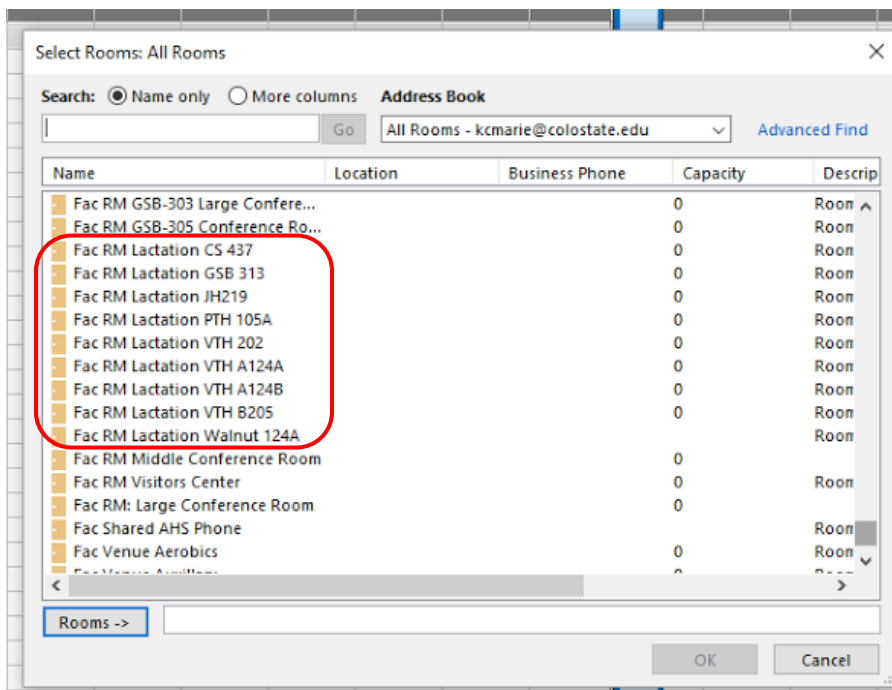 Select Rooms: All Rooms
Search: Name only More columns Address Book
Go All Rooms - kcmarie@colostate.edu Advanced Find
Name Location Business Phone Capacity Descrip
Fac RM GSB-303 Large Confere... 0 Room
Fac RM GSB-305 Conference Ro... 0 Room
Fac RM Lactation CS 437 0 Room
Fac RM Lactation GSB 313 0 Room
Fac RM Lactation JH219 0 Room
Fac RM Lactation PTH 105A 0 Room
Fac RM Lactation VTH 202 0 Room
Fac RM Lactation VTH A124A 0 Room
Fac RM Lactation VTH A124B 0 Room
Fac RM Lactation VTH B205 0 Room
Fac RM Lactation Walnut 124A Room
Fac RM Middle Conference Room 0
Fac RM Visitors Center 0 Room
Fac RM: Large Conference Room 0
Fac Shared AHS Phone Room
Fac Venue Aerobics 0 Room
Rooms ->
OK Cancel